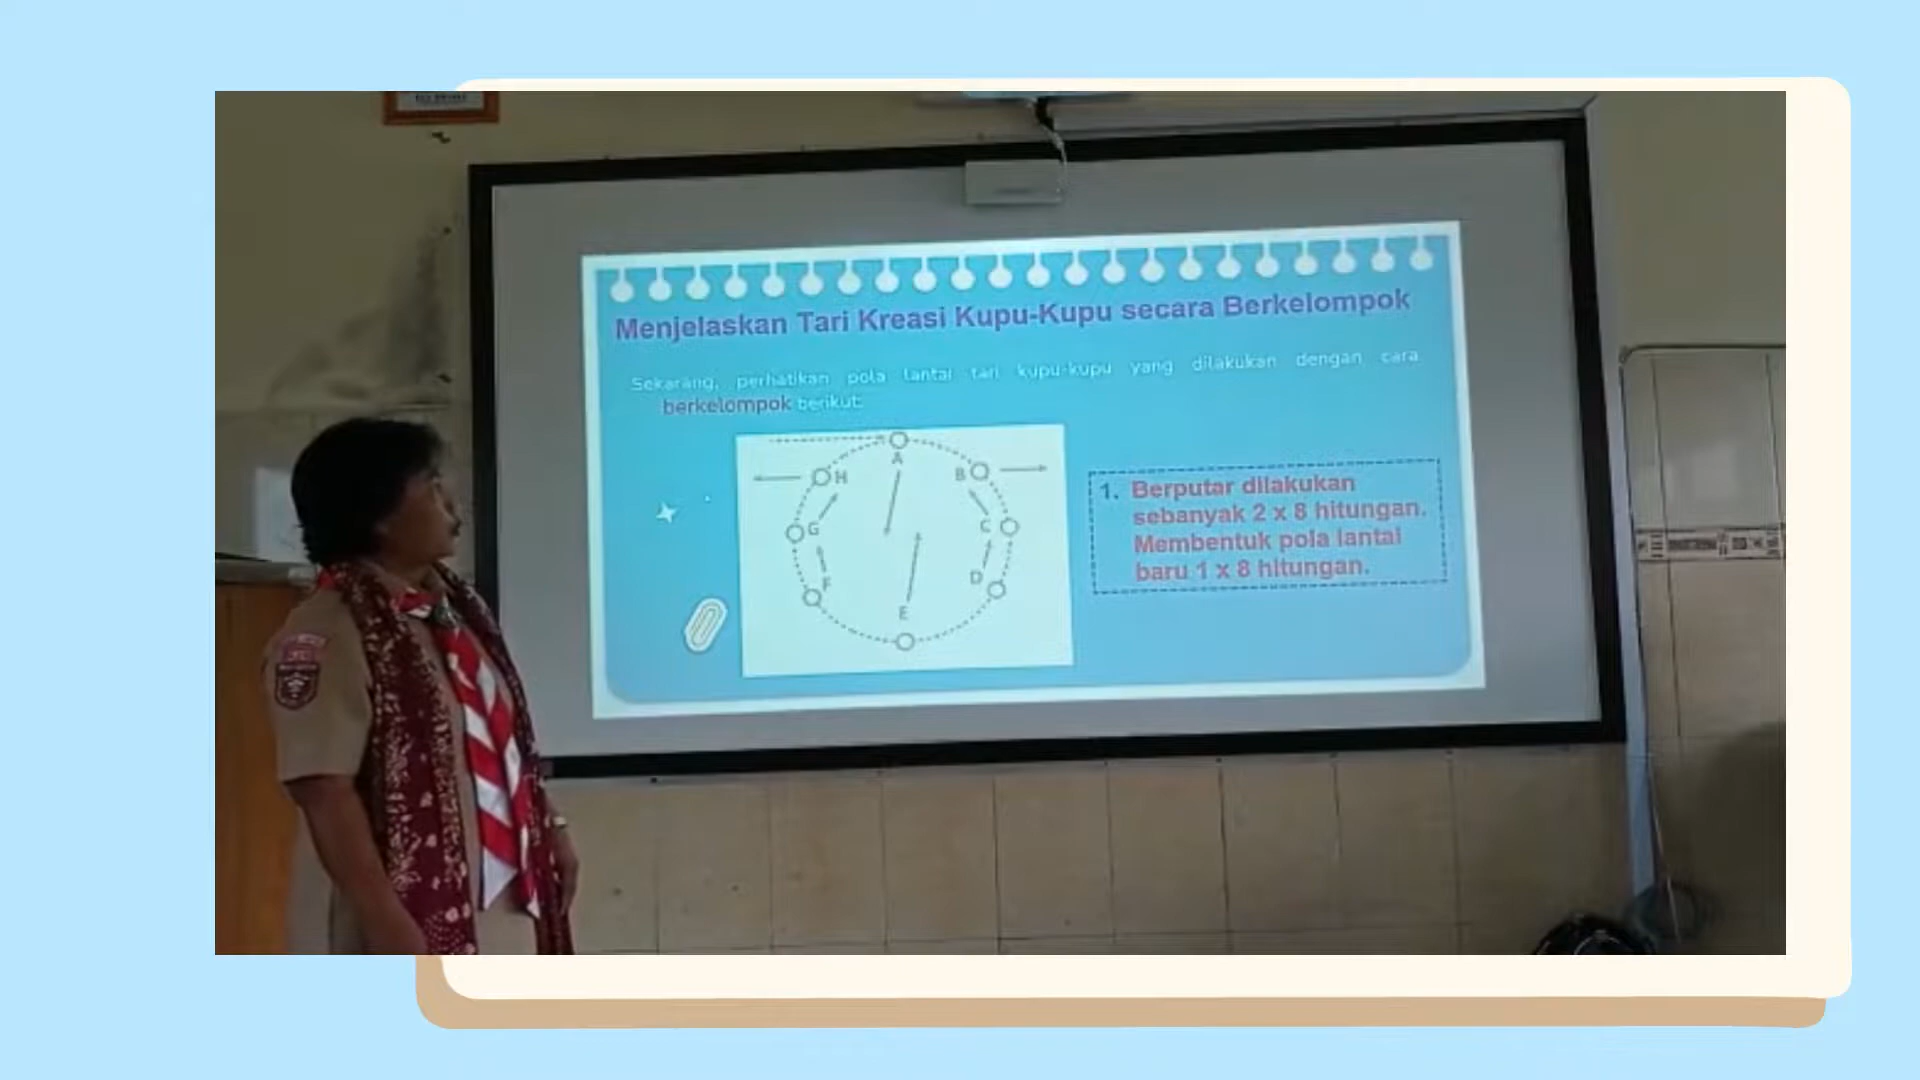 Menjelaskan Tari Kreasi Kupu-Kupu secara Berkelompok
Sekarang, perhatikan pola lantai tari kupu-kupu yang dilakukan dengan cara
berkelompok berikut:
A
H
B
G
C
F
D
E
1. Berputar dilakukan
sebanyak 2 x 8 hitungan.
Membentuk pola lantai
baru 1 x 8 hitungan.